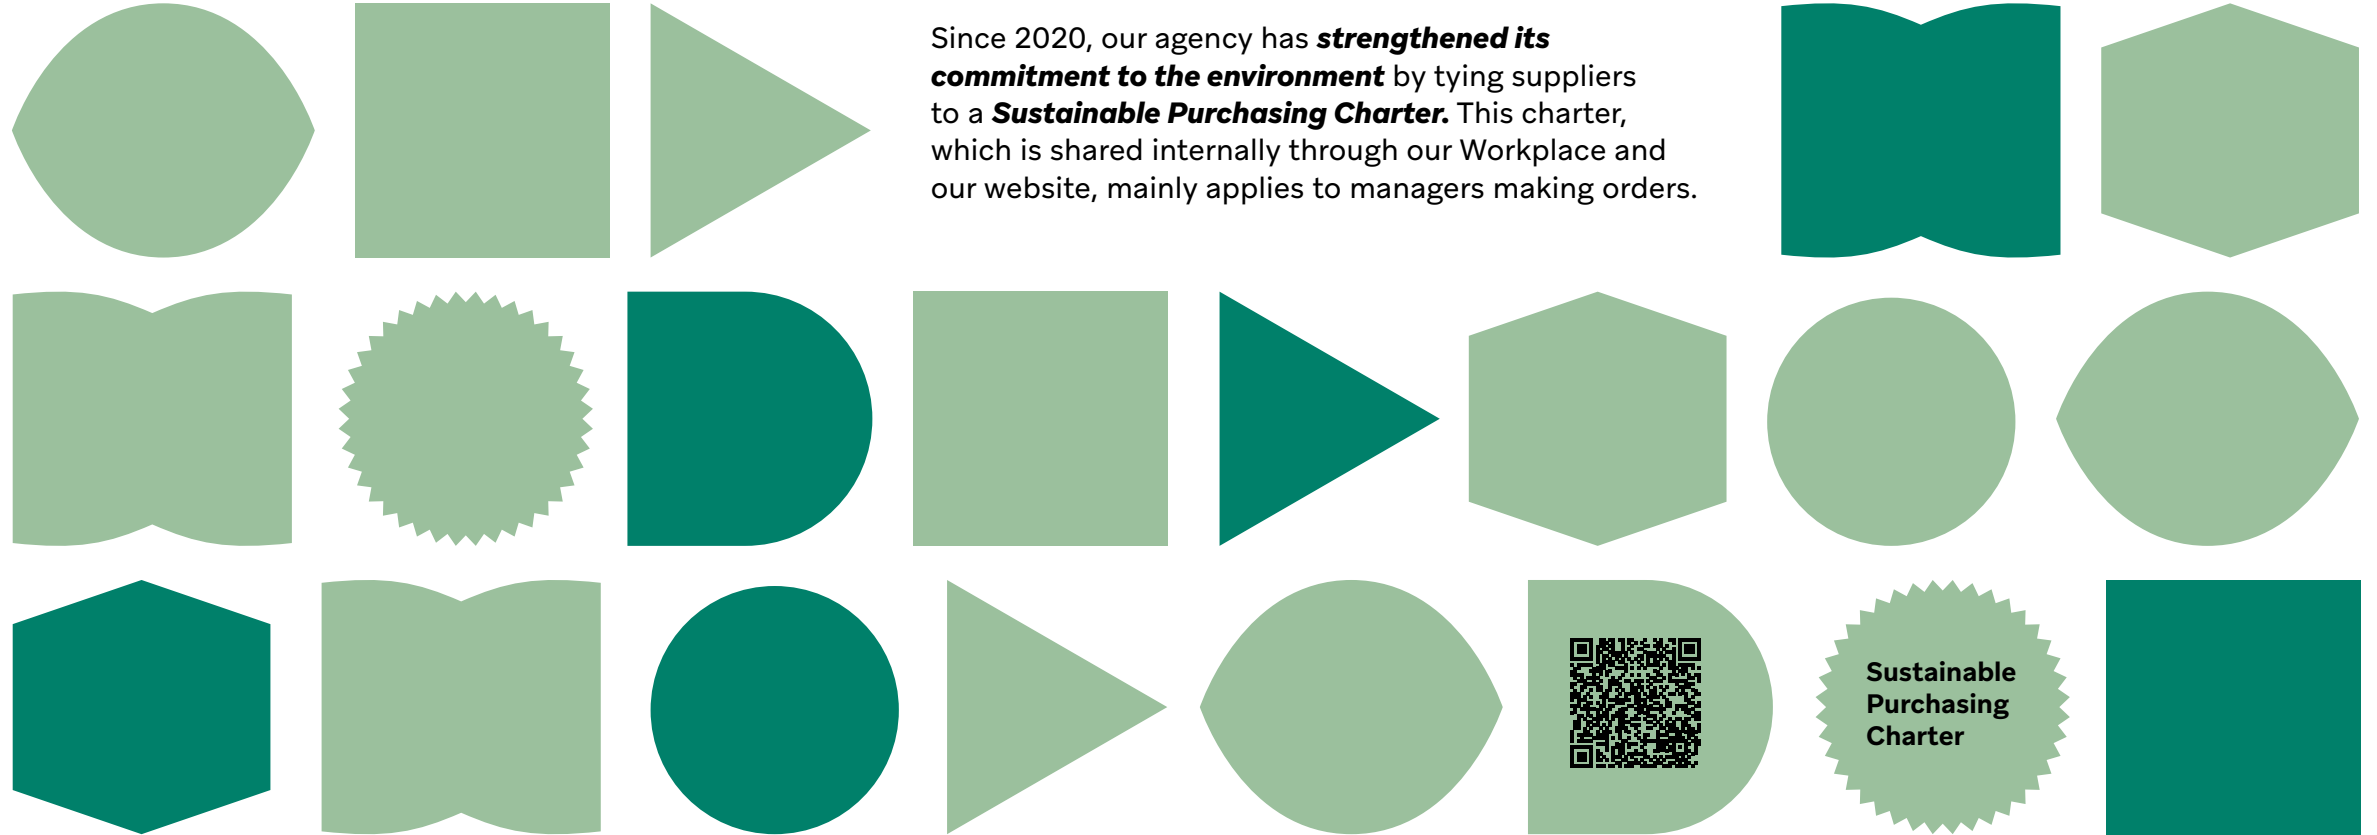 Since 2020, our agency has strengthened its
commitment to the environment by tying suppliers
to a Sustainable Purchasing Charter. This charter,
which is shared internally through our Workplace and
our website, mainly applies to managers making orders.
Sustainable
Purchasing
Charter